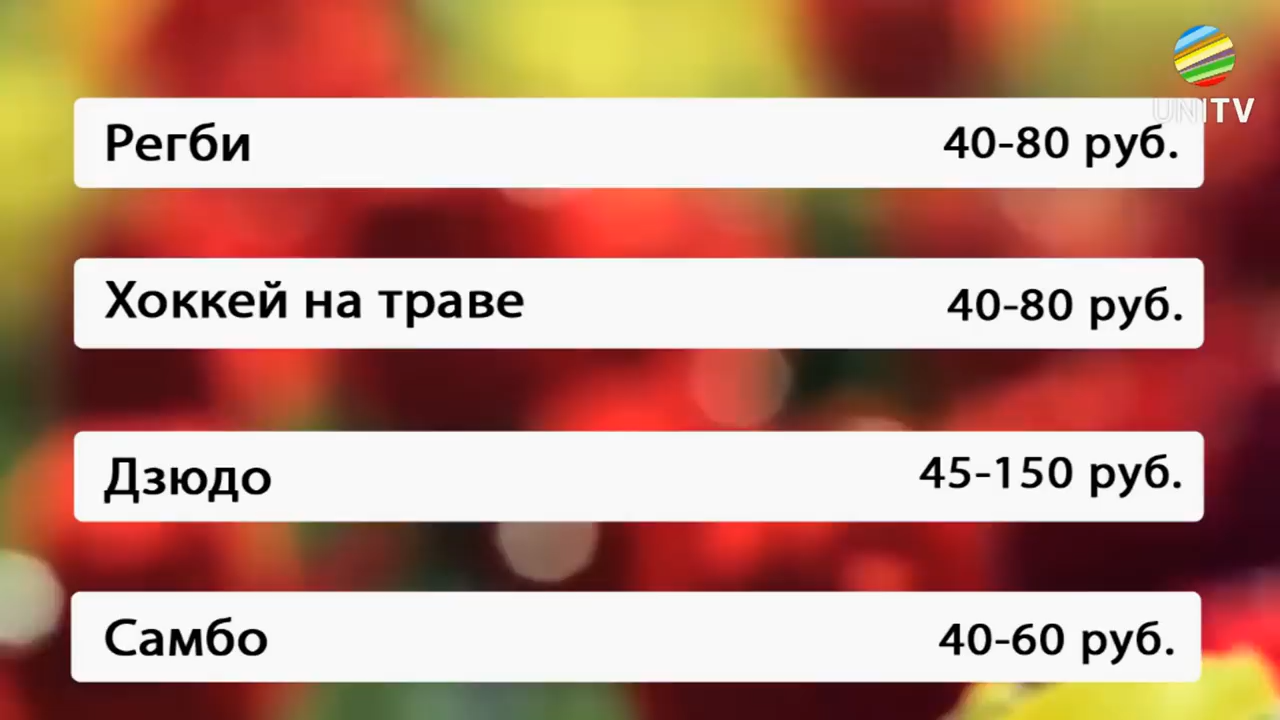 UNITV
Регби 40-80 руб.
Хоккей на траве 40-80 руб.
Дзюдо 45-150 руб.
Самбо 40-60 руб.